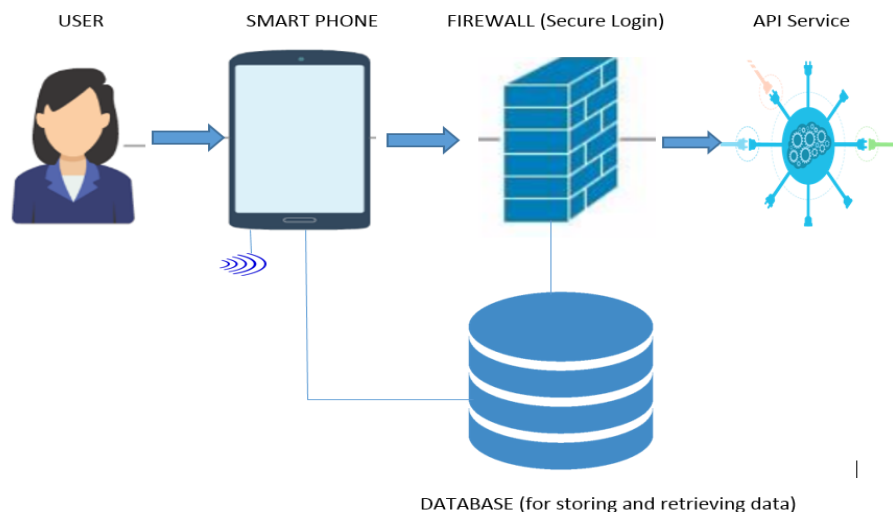 USER
SMART PHONE
FIREWALL (Secure Login)
API Service
DATABASE (for storing and retrieving data)